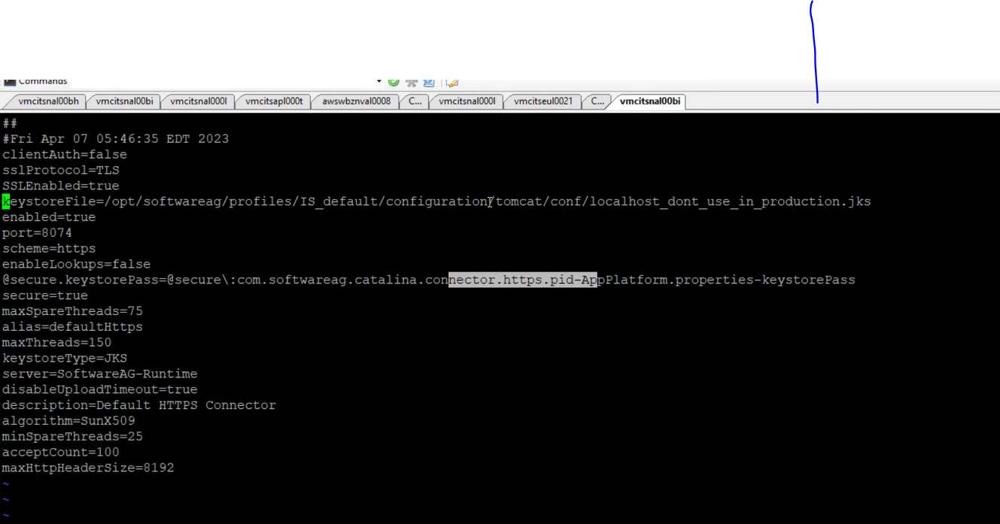 Commands
vmcitsnal00bh vmcitsnal00bi vmcitsnal000l vmcitsapl000t awswbznval0008 C... vmcitsnal000l vmcitseul0021 C... vmcitsnal00bi
##
#Fri Apr 07 05:46:35 EDT 2023
clientAuth=false
sslProtocol=TLS
SSLEnabled=true
keystoreFile=/opt/softwareag/profiles/IS_default/configuration/tomcat/conf/localhost_dont_use_in_production.jks
enabled=true
port=8074
scheme=https
enableLookups=false
@secure.keystorePass=@secure\:com.softwareag.catalina.connector.https.pid-AppPlatform.properties-keystorePass
secure=true
maxSpareThreads=75
alias=defaultHttps
maxThreads=150
keystoreType=JKS
server=SoftwareAG-Runtime
disableUploadTimeout=true
description=Default HTTPS Connector
algorithm=SunX509
minSpareThreads=25
acceptCount=100
maxHttpHeaderSize=8192
~
~
~